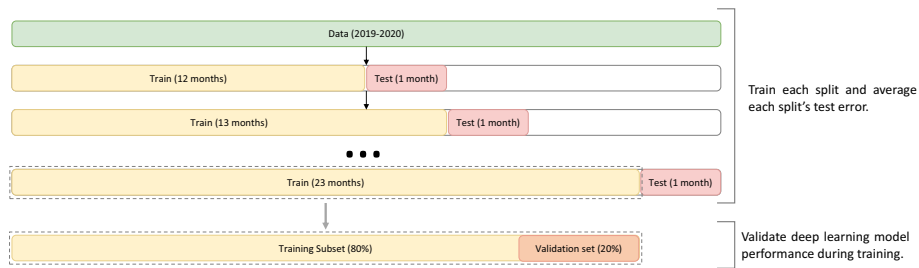 Data (2019-2020)
Train (12 months)
Test (1 month)
Train (13 months)
Test (1 month)
Train each split and average
each split's test error.
...
Train (23 months)
Test (1 month)
Training Subset (80%)
Validation set (20%)
Validate deep learning model
performance during training.